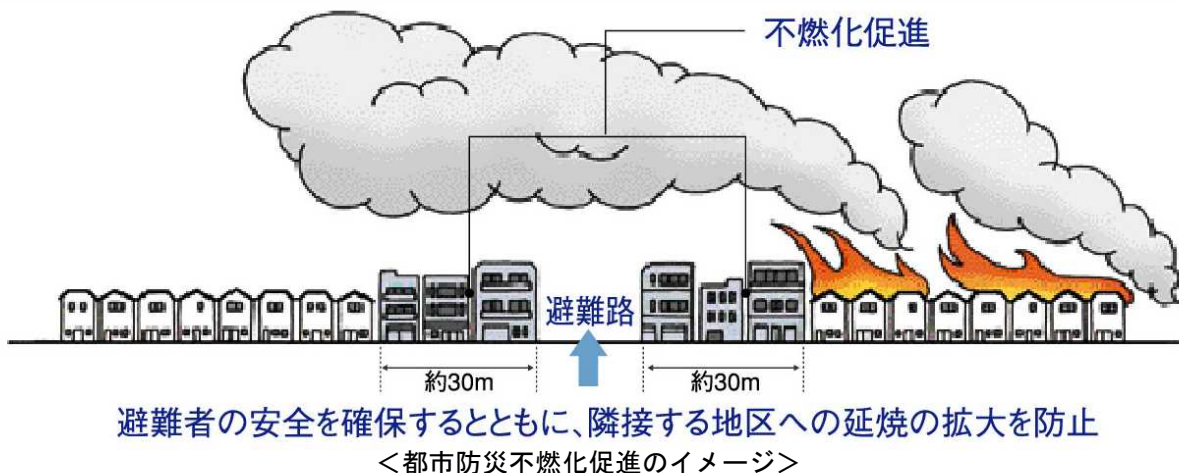 不燃化促進
避難路
約30m
約30m
避難者の安全を確保するとともに、隣接する地区への延焼の拡大を防止
＜都市防災不燃化促進のイメージ＞